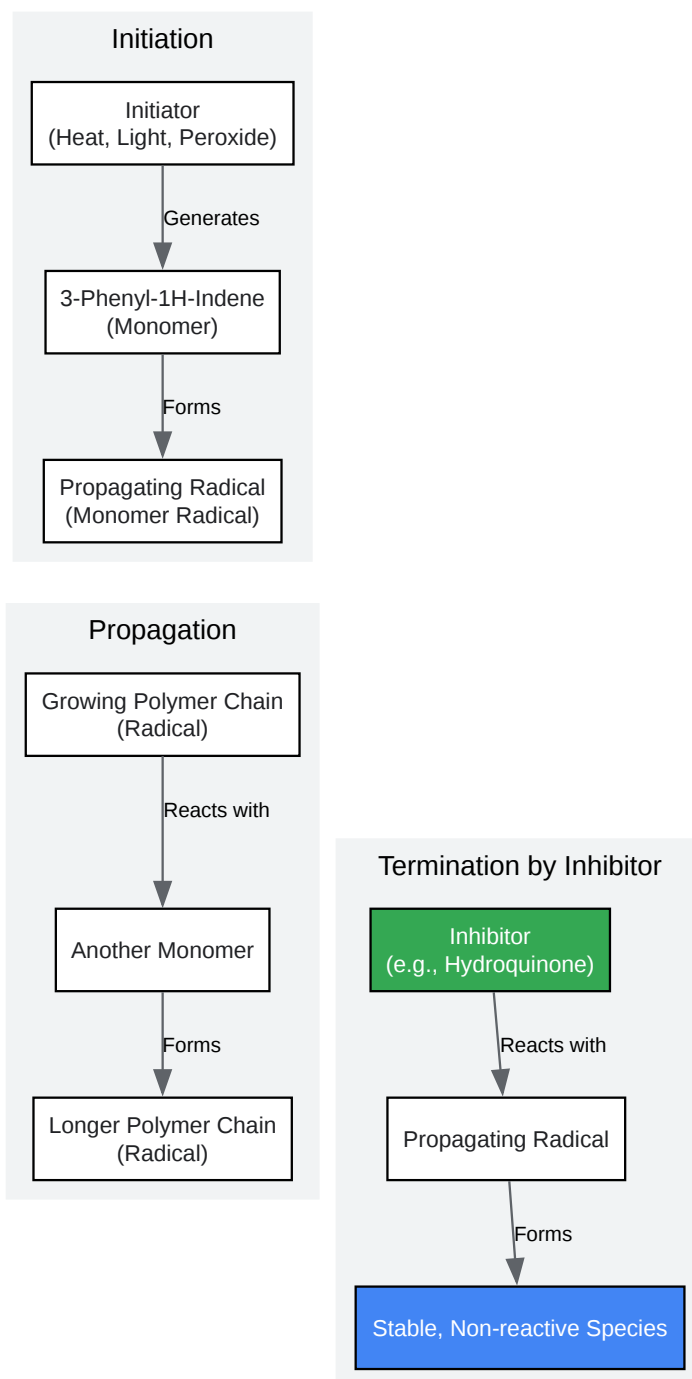 Initiation
Initiator
(Heat, Light, Peroxide)
Generates
3-Phenyl-1H-Indene
(Monomer)
Forms
Propagating Radical
(Monomer Radical)
Propagation
Growing Polymer Chain
(Radical)
Reacts with
Another Monomer
Forms
Longer Polymer Chain
(Radical)
Termination by Inhibitor
Inhibitor
(e.g., Hydroquinone)
Reacts with
Propagating Radical
Forms
Stable, Non-reactive Species